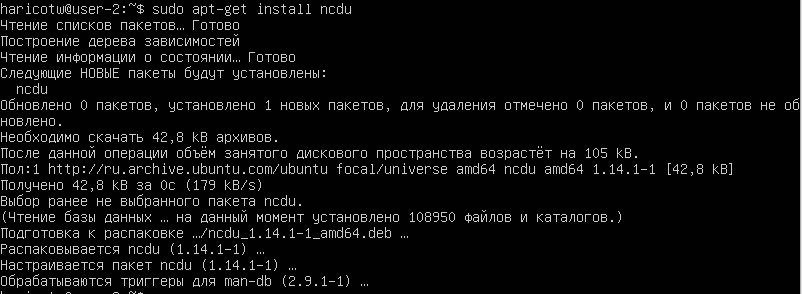 haricotw@user-2:~$ sudo apt-get install ncdu
Чтение списков пакетов… Готово
Построение дерева зависимостей
Чтение информации о состоянии… Готово
Следующие НОВЫЕ пакеты будут установлены:
  ncdu
Обновлено 0 пакетов, установлено 1 новых пакетов, для удаления отмечено 0 пакетов, и 0 пакетов не об
новлено.
Необходимо скачать 42,8 kB архивов.
После данной операции объём занятого дискового пространства возрастёт на 105 kB.
Пол:1 http://ru.archive.ubuntu.com/ubuntu focal/universe amd64 ncdu amd64 1.14.1-1 [42,8 kB]
Получено 42,8 kB за 0с (179 kB/s)
Выбор ранее не выбранного пакета ncdu.
(Чтение базы данных … на данный момент установлено 108950 файлов и каталогов.)
Подготовка к распаковке …/ncdu_1.14.1-1_amd64.deb …
Распаковывается ncdu (1.14.1-1) …
Настраивается пакет ncdu (1.14.1-1) …
Обрабатываются триггеры для man-db (2.9.1-1) …